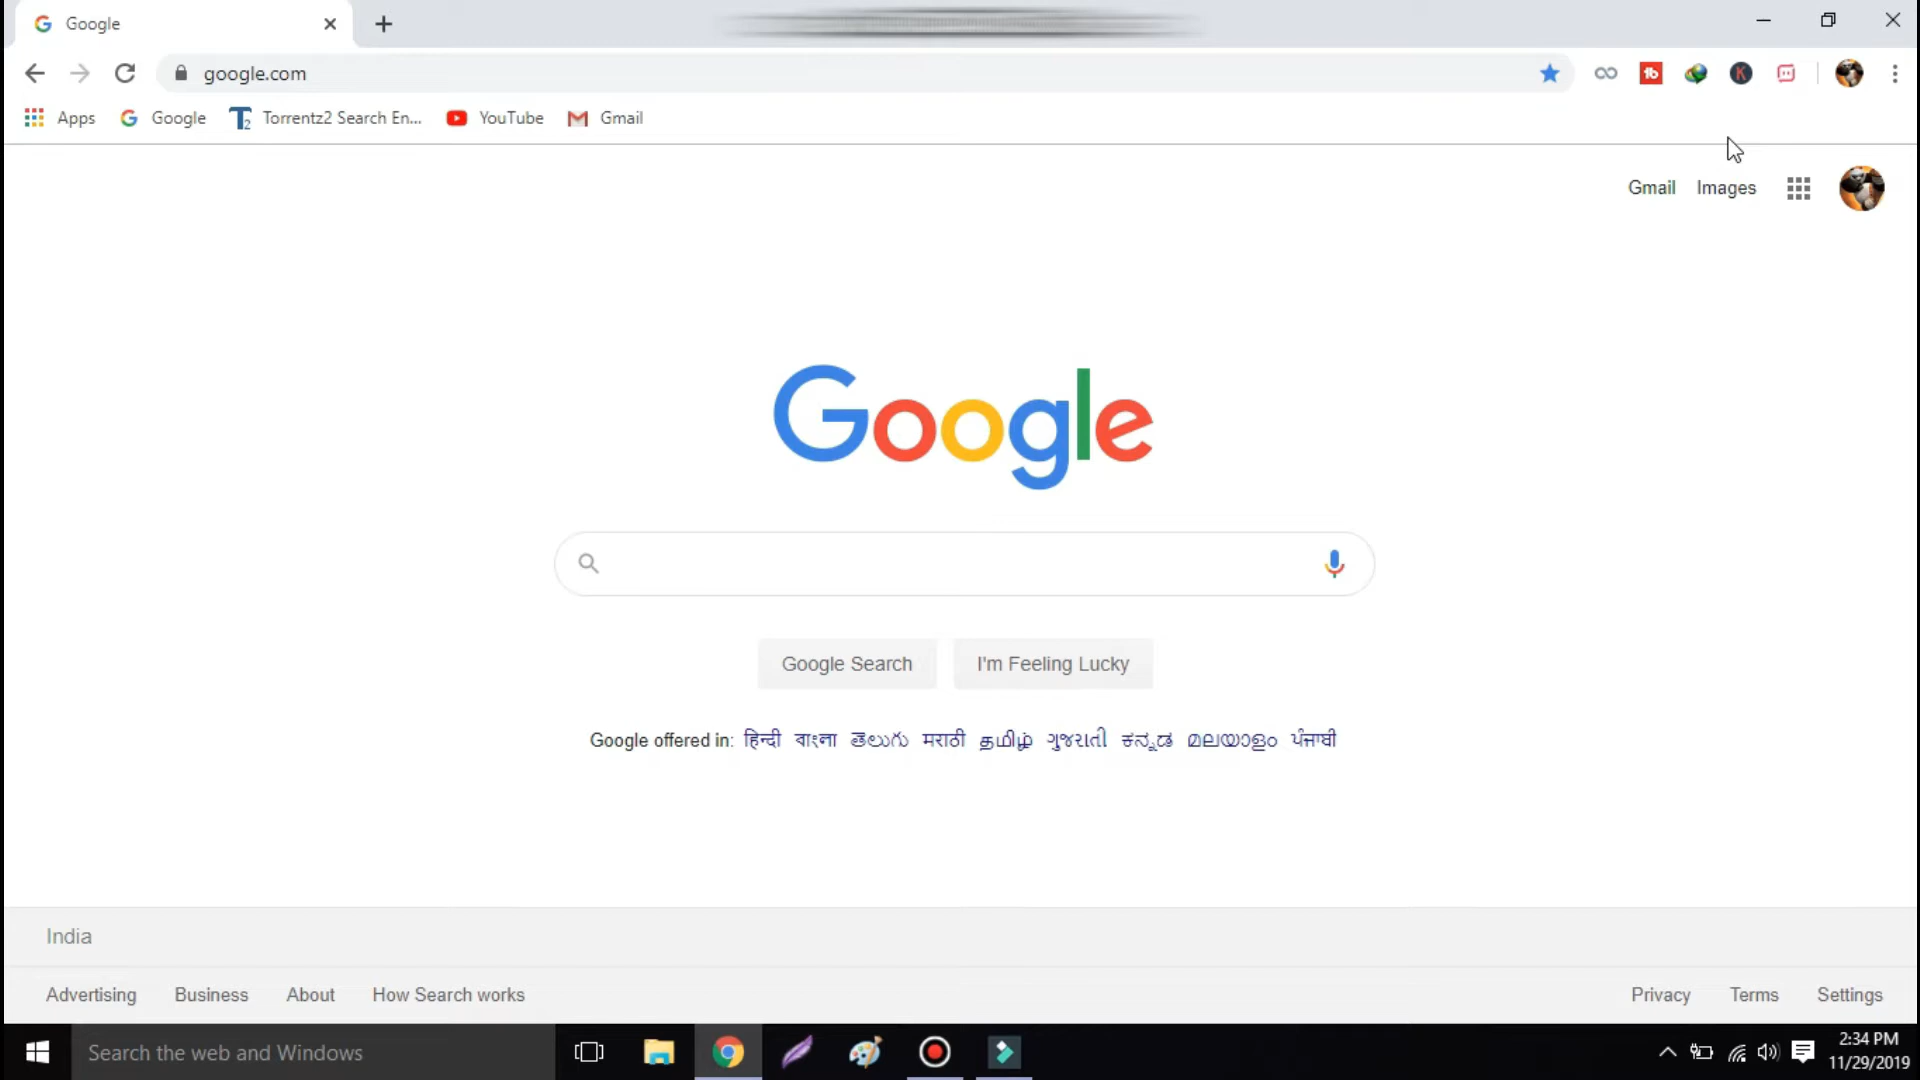 Google
google.com
Apps Google Torrentz2 Search En... YouTube Gmail
Gmail Images
Google
Google Search I'm Feeling Lucky
Google offered in: हिन्दी বাংলা తెలుగు मराठी தமிழ் ગુજરાતી ಕನ್ನಡ മലയാളം ਪੰਜਾਬੀ
India
Advertising Business About How Search works Privacy Terms Settings
Search the web and Windows
2:34 PM
11/29/2019